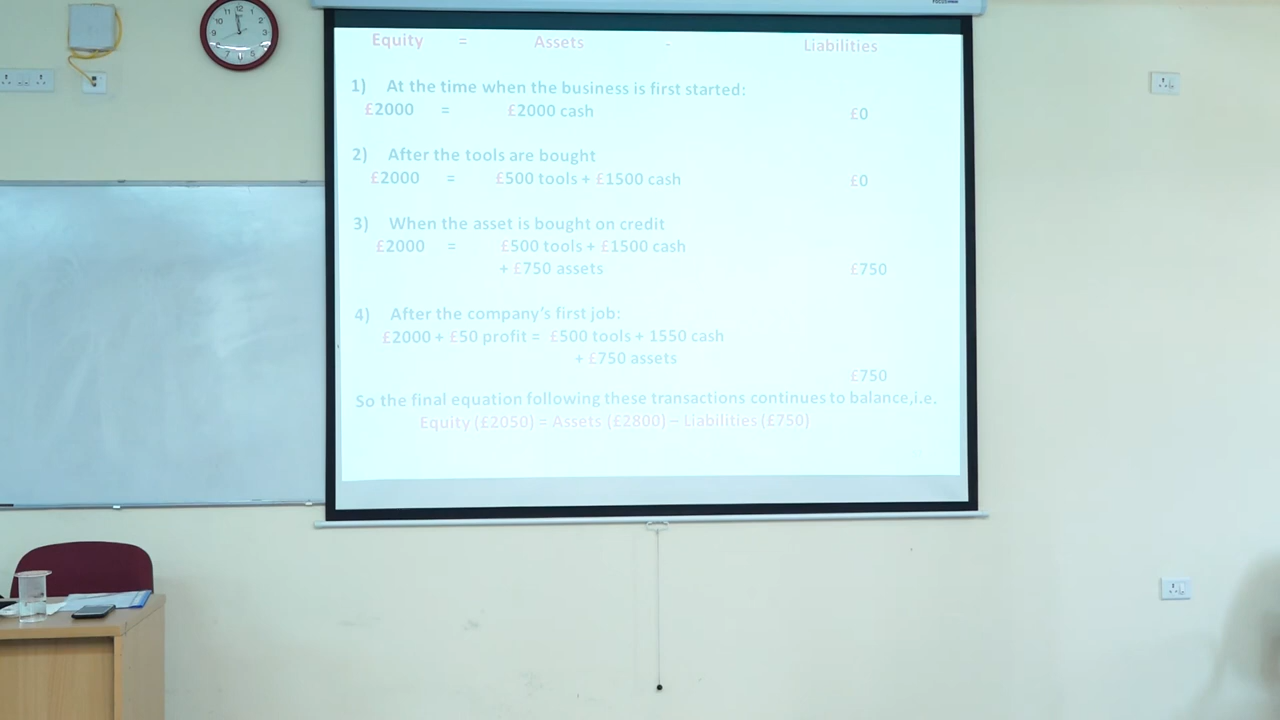 Equity = Assets - Liabilities
1) At the time when the business is first started:
£2000 = £2000 cash £0
2) After the tools are bought
£2000 = £500 tools + £1500 cash £0
3) When the asset is bought on credit
£2000 = £500 tools + £1500 cash
+ £750 assets £750
4) After the company's first job:
£2000 + £50 profit = £500 tools + 1550 cash
+ £750 assets
£750
So the final equation following these transactions continues to balance,i.e.
Equity (£2050) = Assets (£2800) – Liabilities (£750)